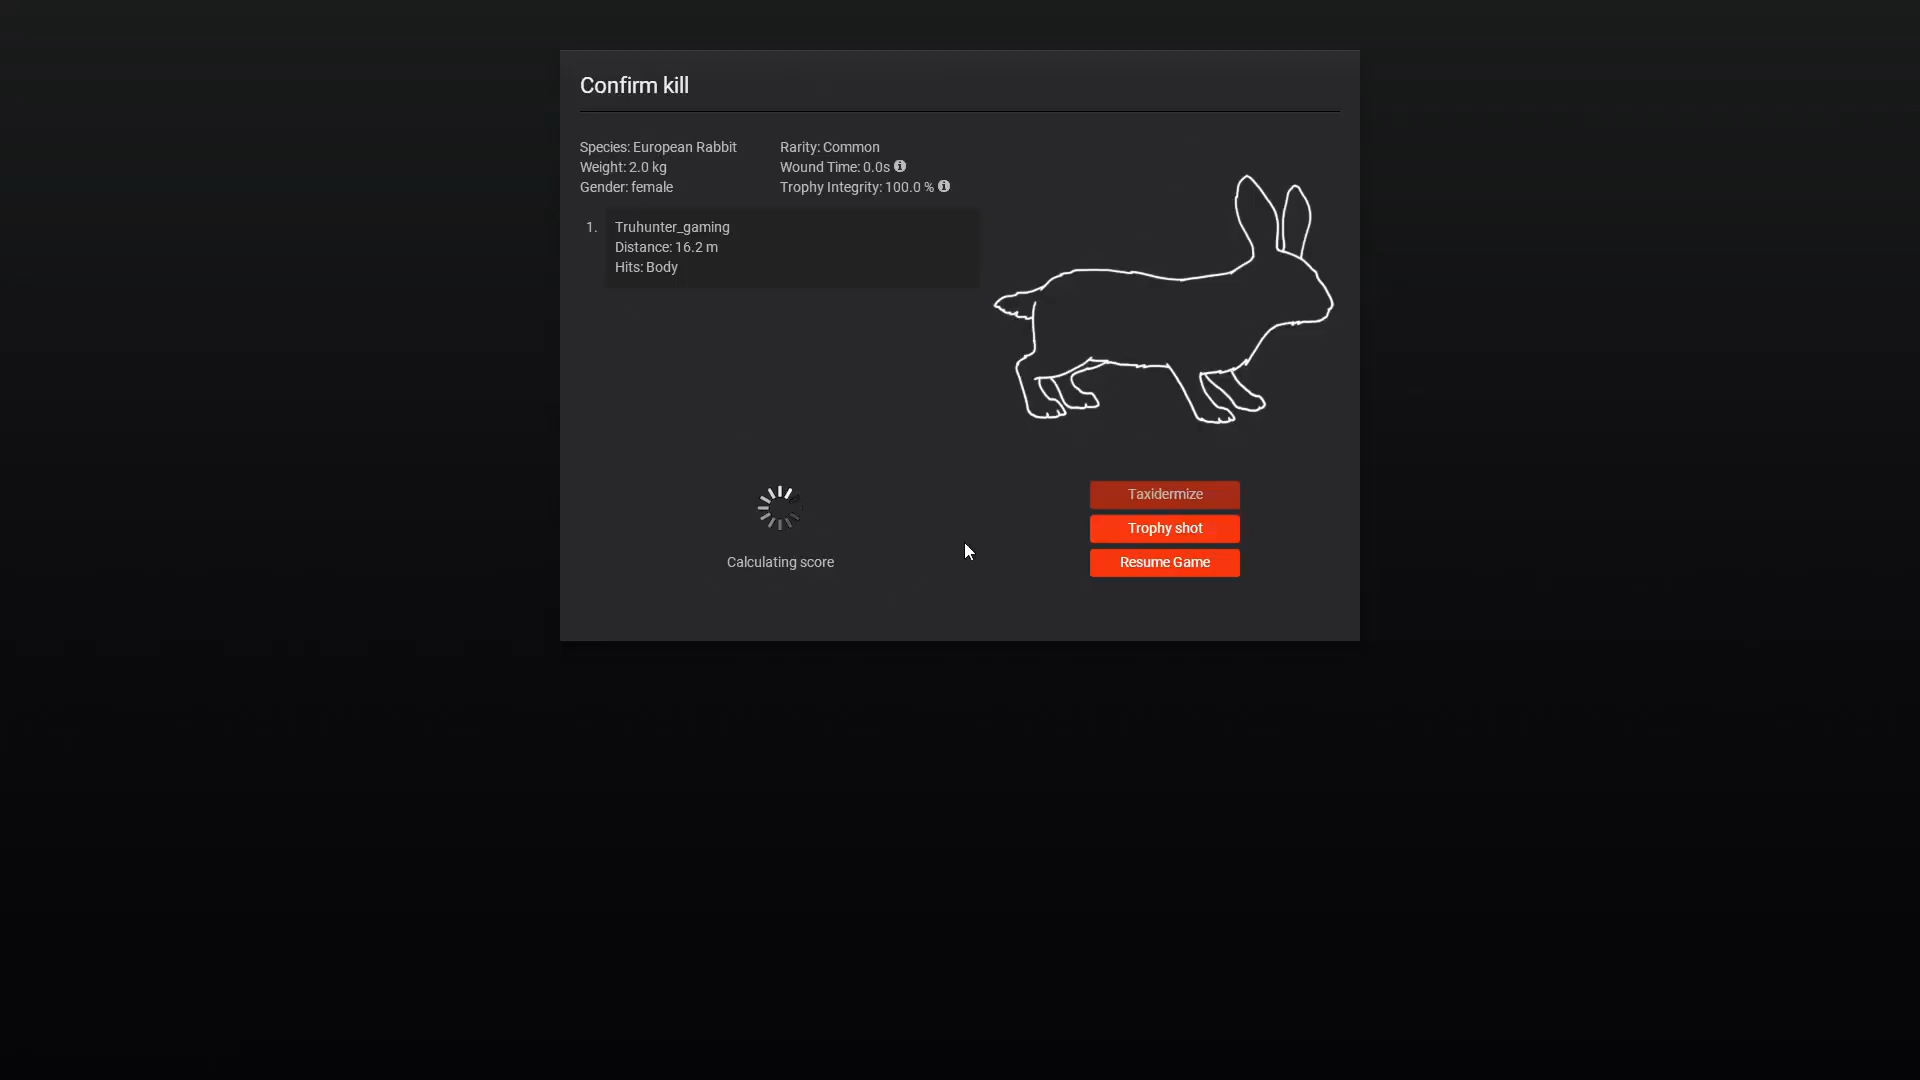 Confirm kill
Species: European Rabbit
Weight: 2.0 kg
Gender: female
Rarity: Common
Wound Time: 0.0s
Trophy Integrity: 100.0 %
1. Truhunter_gaming
Distance: 16.2 m
Hits: Body
Calculating score
Taxidermize
Trophy shot
Resume Game